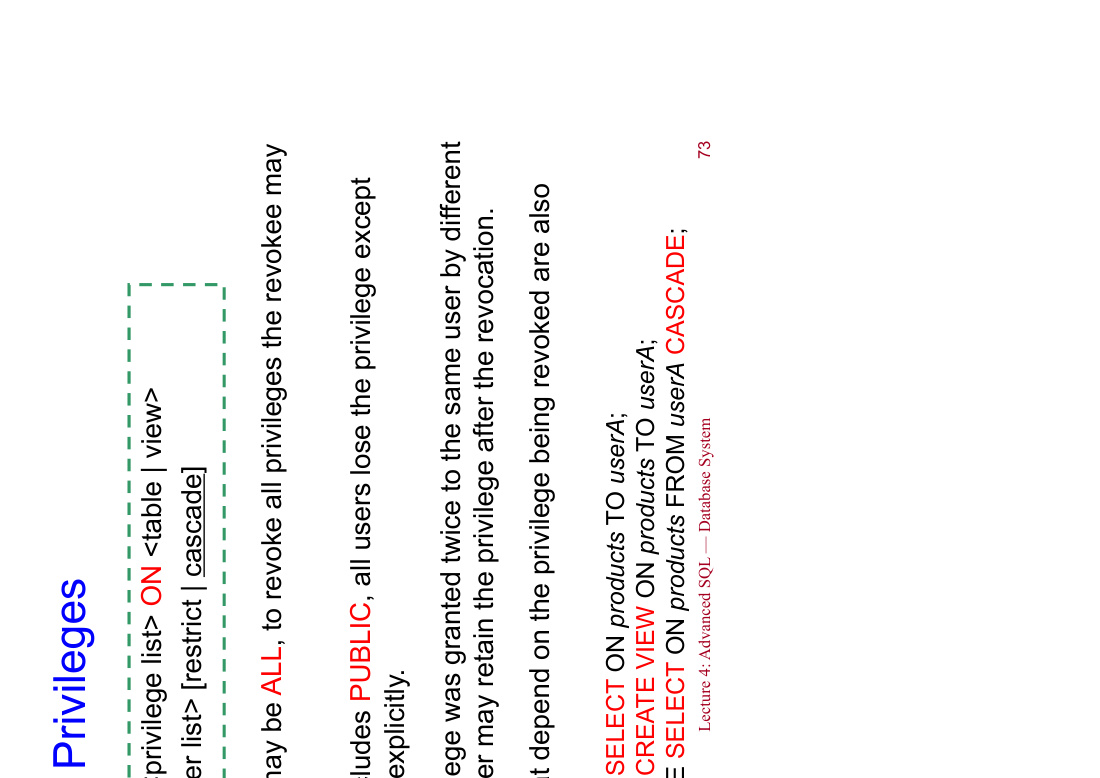 Privileges
privilege list> ON <table | view>
er list> [restrict | cascade]
may be ALL, to revoke all privileges the revokee may
cludes PUBLIC, all users lose the privilege except
explicitly.
ege was granted twice to the same user by different
er may retain the privilege after the revocation.
at depend on the privilege being revoked are also
SELECT ON products TO userA;
CREATE VIEW ON products TO userA;
E SELECT ON products FROM userA CASCADE;
Lecture 4: Advanced SQL — Database System 73